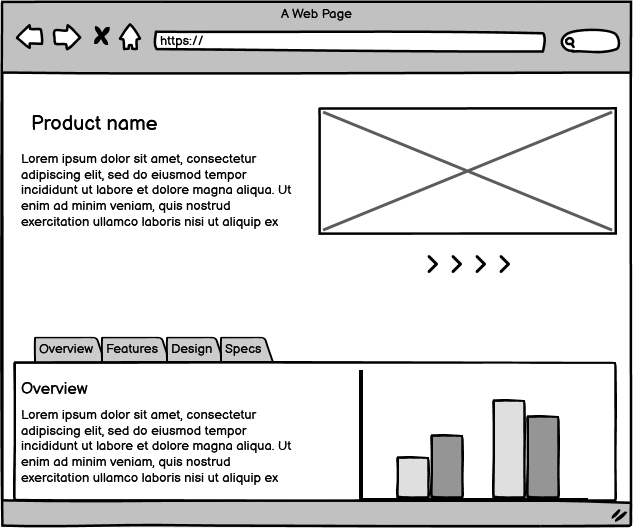 A Web Page
https://
Product name
Lorem ipsum dolor sit amet, consectetur
adipiscing elit, sed do eiusmod tempor
incididunt ut labore et dolore magna aliqua. Ut
enim ad minim veniam, quis nostrud
exercitation ullamco laboris nisi ut aliquip ex
Overview Features Design Specs
Overview
Lorem ipsum dolor sit amet, consectetur
adipiscing elit, sed do eiusmod tempor
incididunt ut labore et dolore magna aliqua. Ut
enim ad minim veniam, quis nostrud
exercitation ullamco laboris nisi ut aliquip ex